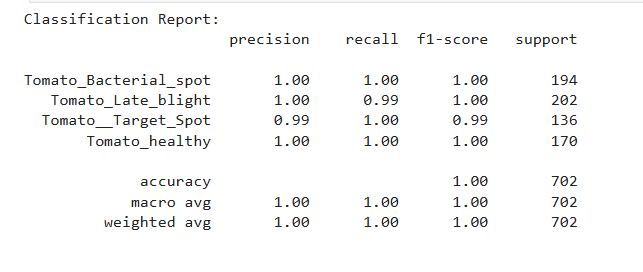 Classification Report:
precision recall f1-score support
Tomato_Bacterial_spot 1.00 1.00 1.00 194
Tomato_Late_blight 1.00 0.99 1.00 202
Tomato__Target_Spot 0.99 1.00 0.99 136
Tomato_healthy 1.00 1.00 1.00 170
accuracy 1.00 702
macro avg 1.00 1.00 1.00 702
weighted avg 1.00 1.00 1.00 702